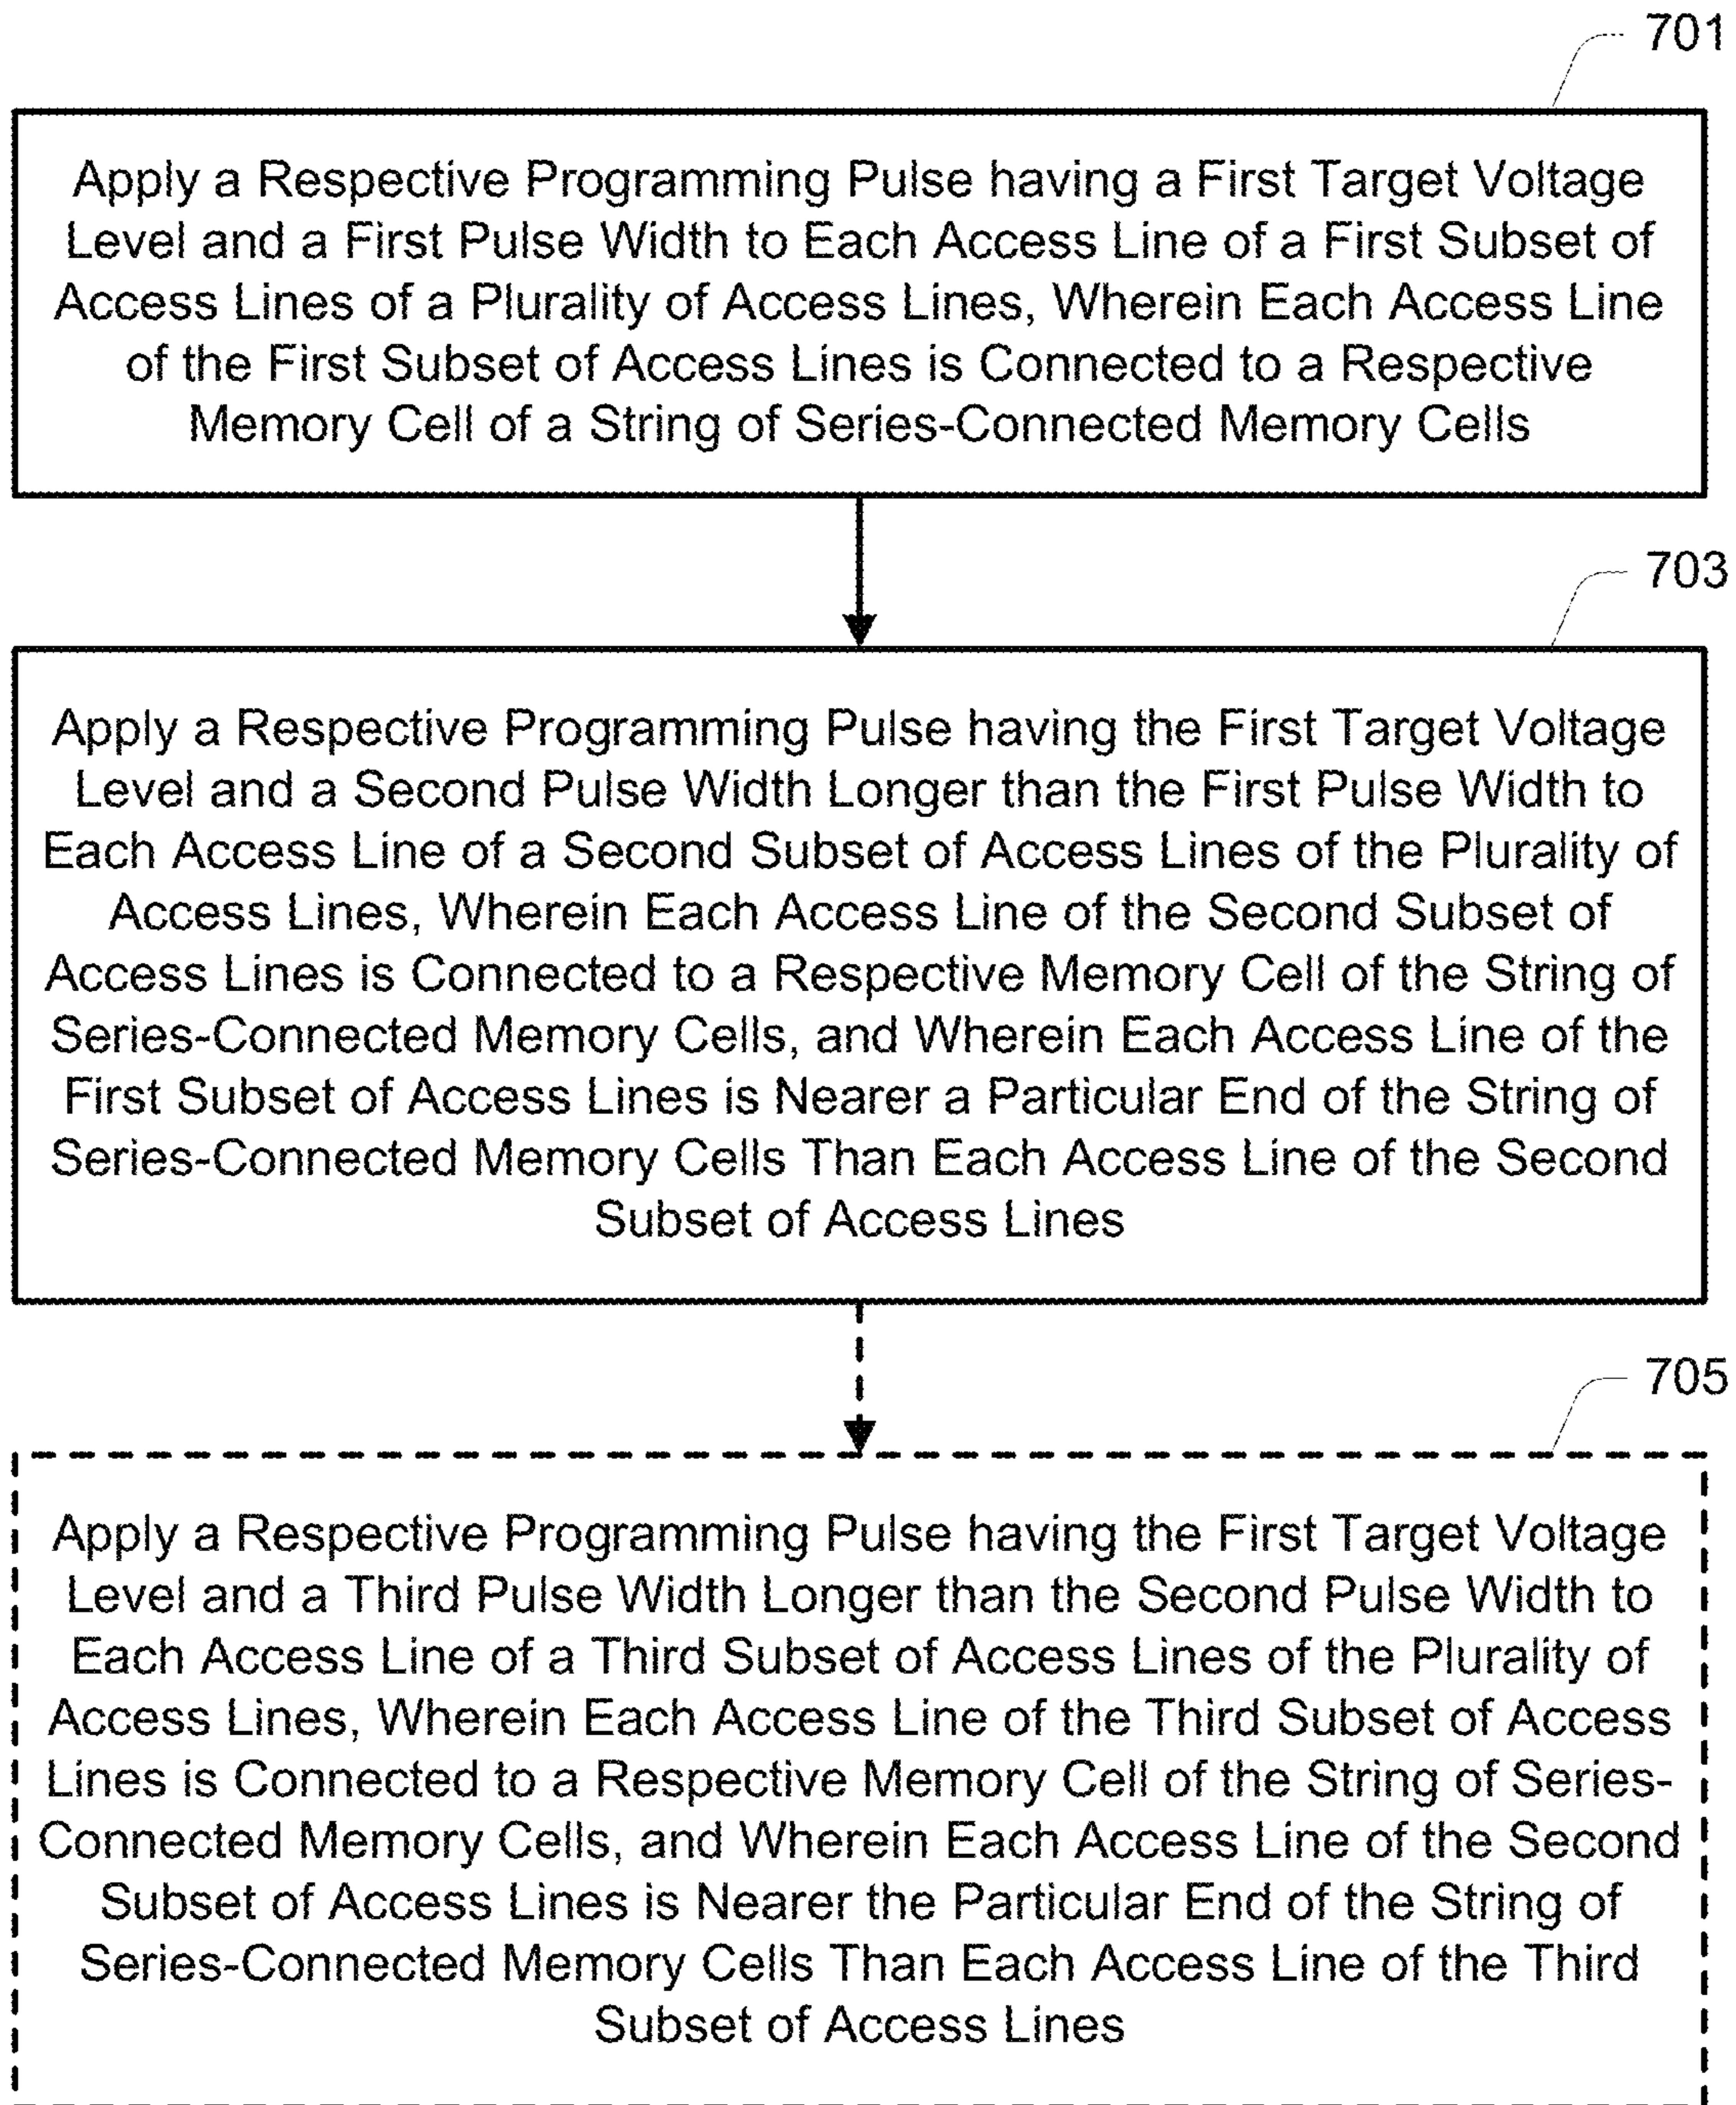 701
Apply a Respective Programming Pulse having a First Target Voltage
Level and a First Pulse Width to Each Access Line of a First Subset of
Access Lines of a Plurality of Access Lines, Wherein Each Access Line
of the First Subset of Access Lines is Connected to a Respective
Memory Cell of a String of Series-Connected Memory Cells
703
Apply a Respective Programming Pulse having the First Target Voltage
Level and a Second Pulse Width Longer than the First Pulse Width to
Each Access Line of a Second Subset of Access Lines of the Plurality of
Access Lines, Wherein Each Access Line of the Second Subset of
Access Lines is Connected to a Respective Memory Cell of the String of
Series-Connected Memory Cells, and Wherein Each Access Line of the
First Subset of Access Lines is Nearer a Particular End of the String of
Series-Connected Memory Cells Than Each Access Line of the Second
Subset of Access Lines
705
Apply a Respective Programming Pulse having the First Target Voltage
Level and a Third Pulse Width Longer than the Second Pulse Width to
Each Access Line of a Third Subset of Access Lines of the Plurality of
Access Lines, Wherein Each Access Line of the Third Subset of Access
Lines is Connected to a Respective Memory Cell of the String of Series-
Connected Memory Cells, and Wherein Each Access Line of the Second
Subset of Access Lines is Nearer the Particular End of the String of
Series-Connected Memory Cells Than Each Access Line of the Third
Subset of Access Lines